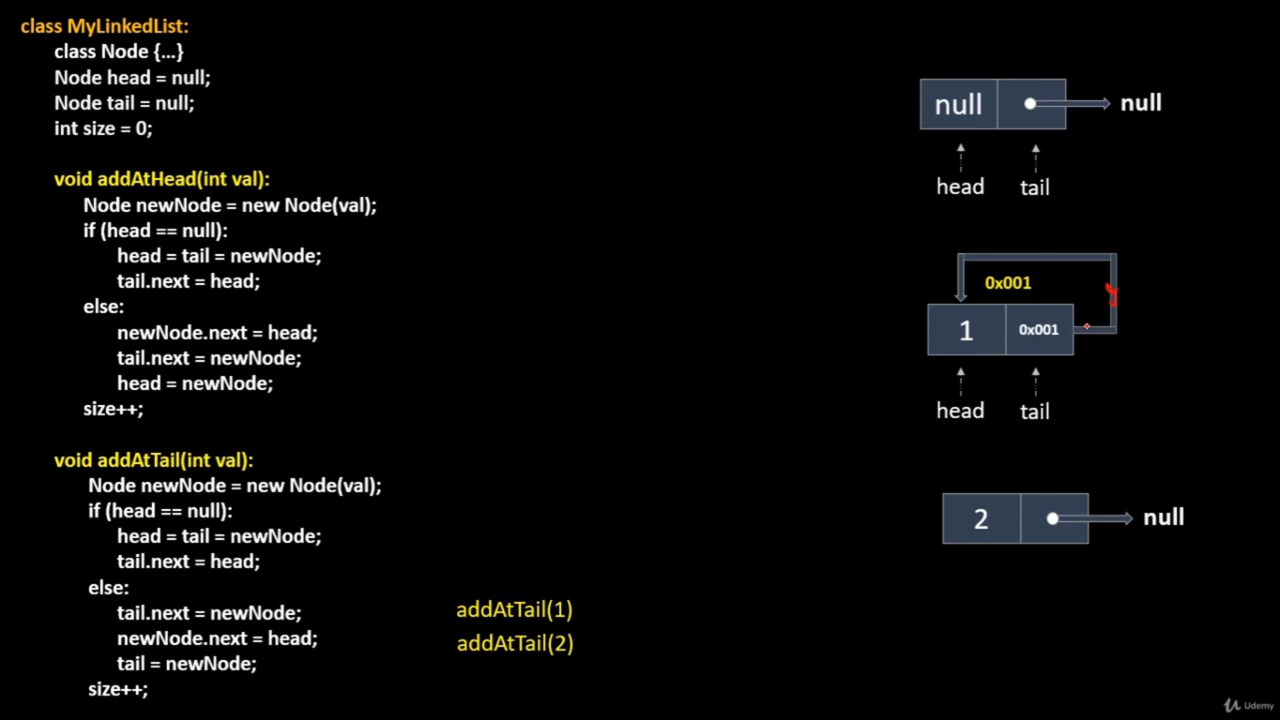 class MyLinkedList:
class Node {...}
Node head = null;
Node tail = null;
int size = 0;
void addAtHead(int val):
Node newNode = new Node(val);
if (head == null):
head = tail = newNode;
tail.next = head;
else:
newNode.next = head;
tail.next = newNode;
head = newNode;
size++;
void addAtTail(int val):
Node newNode = new Node(val);
if (head == null):
head = tail = newNode;
tail.next = head;
else:
tail.next = newNode;
newNode.next = head;
tail = newNode;
size++;
addAtTail(1)
addAtTail(2)
null null
head tail
0x001
1 0x001
head tail
2 null
Udemy